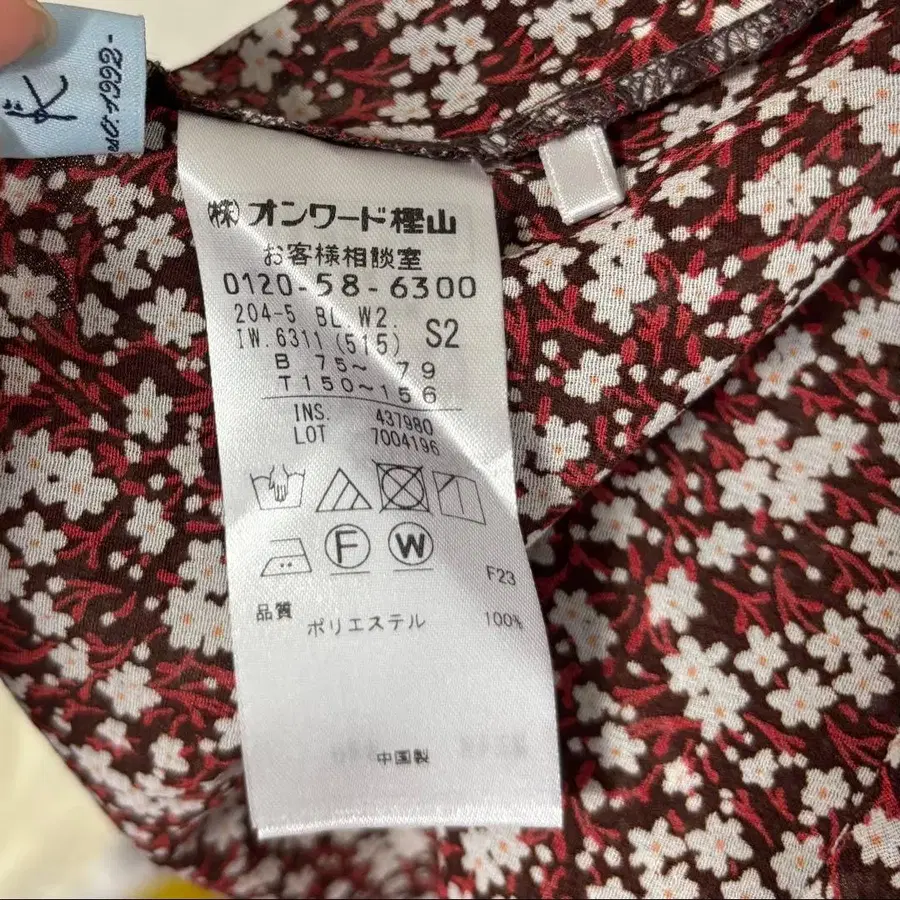 (株)オンワード樫山
お客様相談室
0120-58-6300
204-5 BL.W2.
IW.6311(515) S2
B 75〜 79
T150〜156
INS. 437980
LOT 7004196
F
W
F23
品質
ポリエステル 100%
中国製